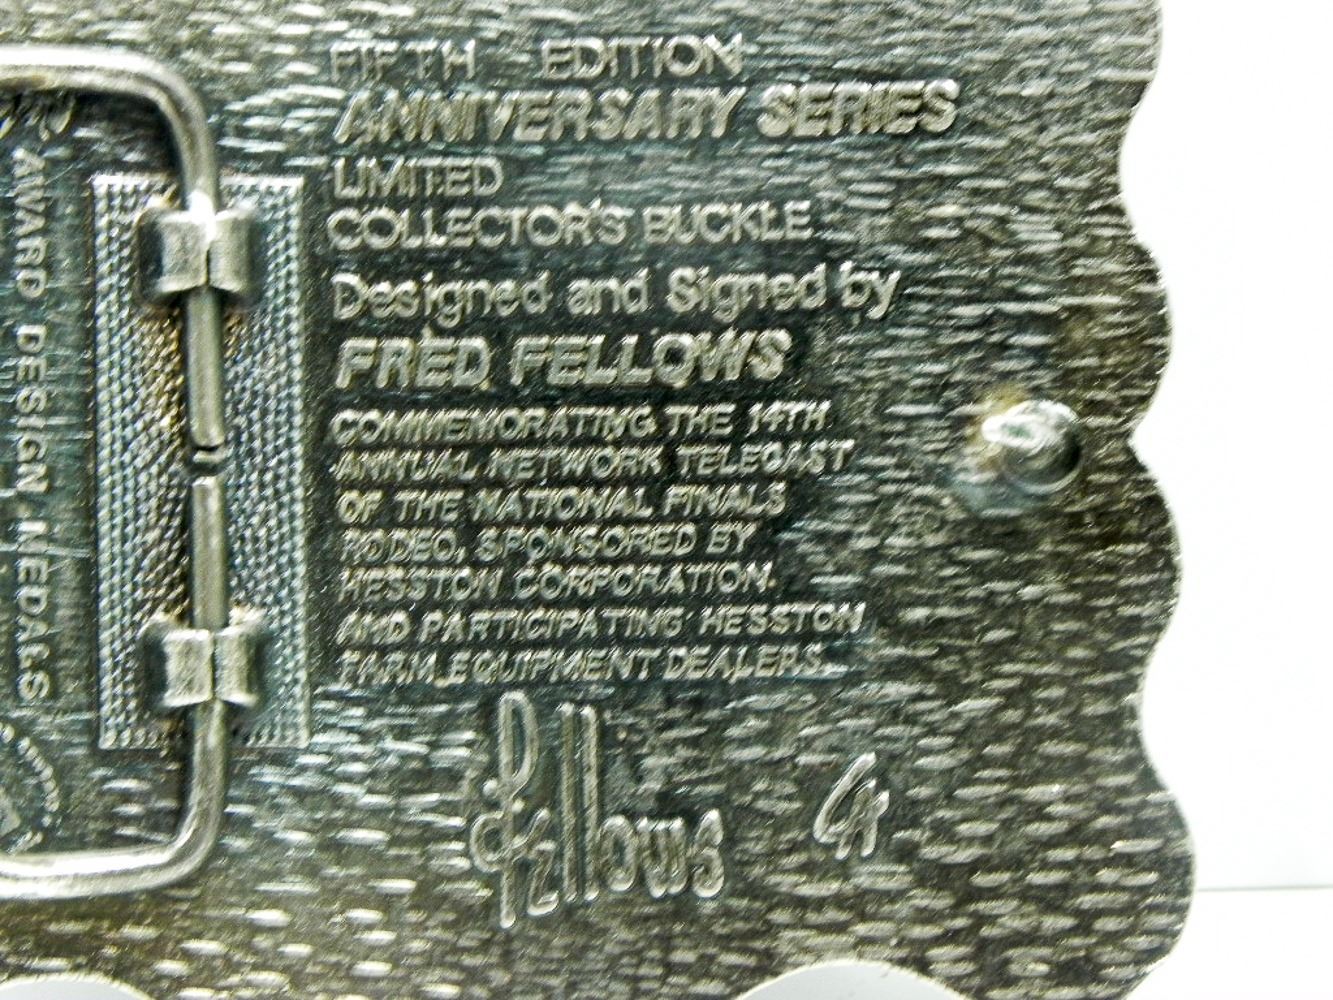 FIFTH EDITION
ANNIVERSARY SERIES
LIMITED
COLLECTOR'S BUCKLE
Designed and Signed by
FRED FELLOWS
COMMEMORATING THE 14TH
ANNUAL NETWORK TELECAST
OF THE NATIONAL FINALS
RODEO, SPONSORED BY
HESSTON CORPORATION
AND PARTICIPATING HESSTON
FARM EQUIPMENT DEALERS.
Fellows
AWARD DESIGN MEDALS